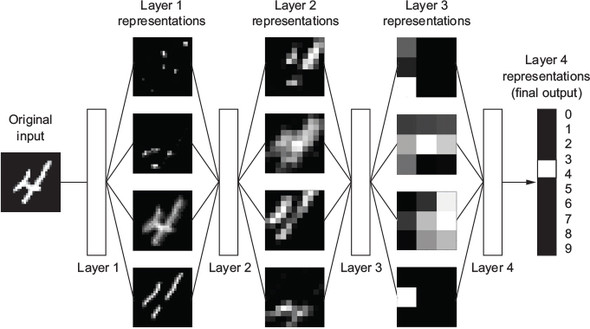 Layer 1
representations
Layer 2
representations
Layer 3
representations
Layer 4
representations
(final output)
Original
input
0
1
2
3
4
5
6
7
8
9
Layer 1
Layer 2
Layer 3
Layer 4